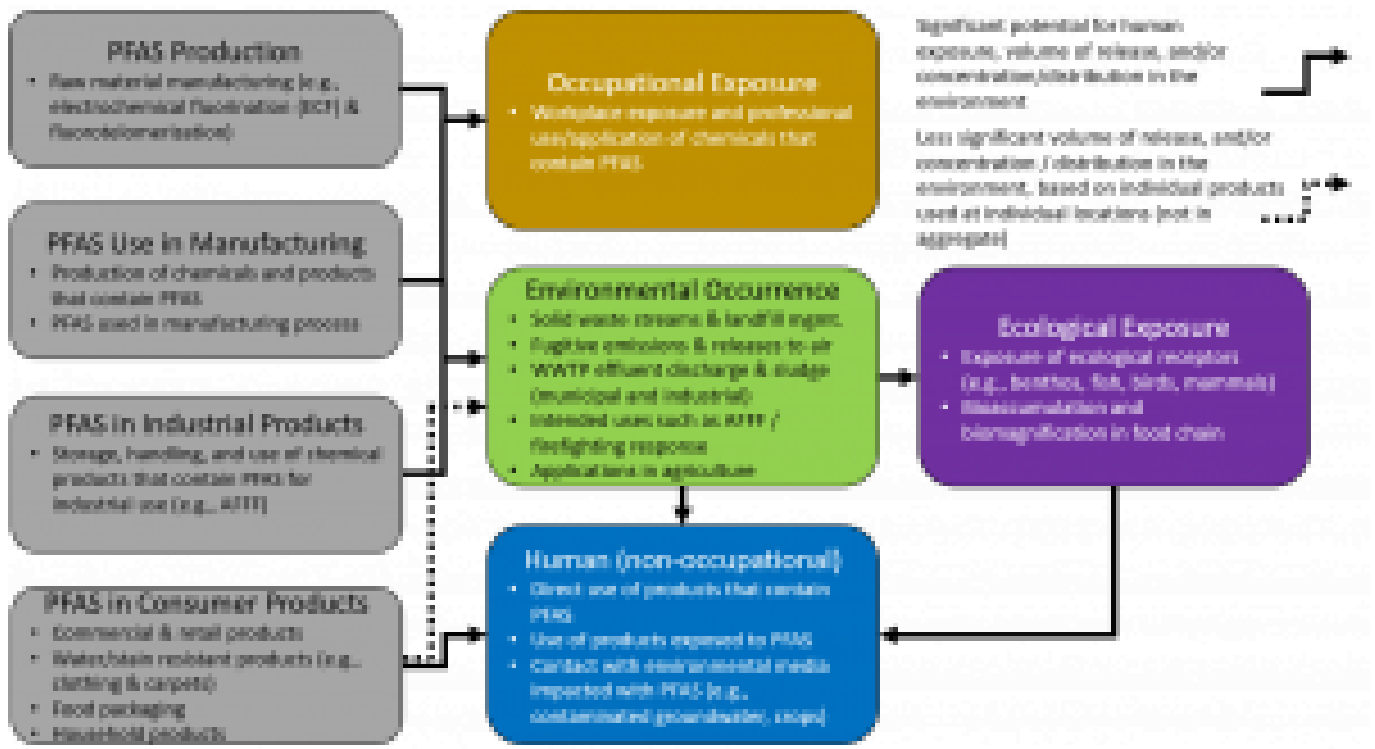 PFAS Production
• Raw material manufacturing (e.g.,
electrochemical fluorination (ECF) &
fluorotelomerisation)
PFAS Use in Manufacturing
• Production of chemicals and products
that contain PFAS
• PFAS used in manufacturing process
PFAS in Industrial Products
• Storage, handling, and use of chemical
products that contain PFAS for
industrial use (e.g., AFFF)
PFAS in Consumer Products
• Commercial & retail products
• Water/stain resistant products (e.g.,
clothing & carpets)
• Food packaging
• Household products
Occupational Exposure
• Workplace exposure and professional
use/application of chemicals that
contain PFAS
Environmental Occurrence
• Solid waste streams & landfill mgmt.
• Fugitive emissions & releases to air
• WWTP effluent discharge & sludge
(municipal and industrial)
• Intended uses such as AFFF /
firefighting response
• Applications in agriculture
Human (non-occupational)
• Direct use of products that contain
PFAS
• Use of products exposed to PFAS
• Contact with environmental media
impacted with PFAS (e.g.,
contaminated groundwater, crops)
Significant potential for human
exposure, volume of release, and/or
concentration/distribution in the
environment
Less significant volume of release, and/or
concentration / distribution in the
environment, based on individual products
used at individual locations (not in
aggregate)
Ecological Exposure
• Exposure of ecological receptors
(e.g., benthos, fish, birds, mammals)
• Bioaccumulation and
biomagnification in food chain